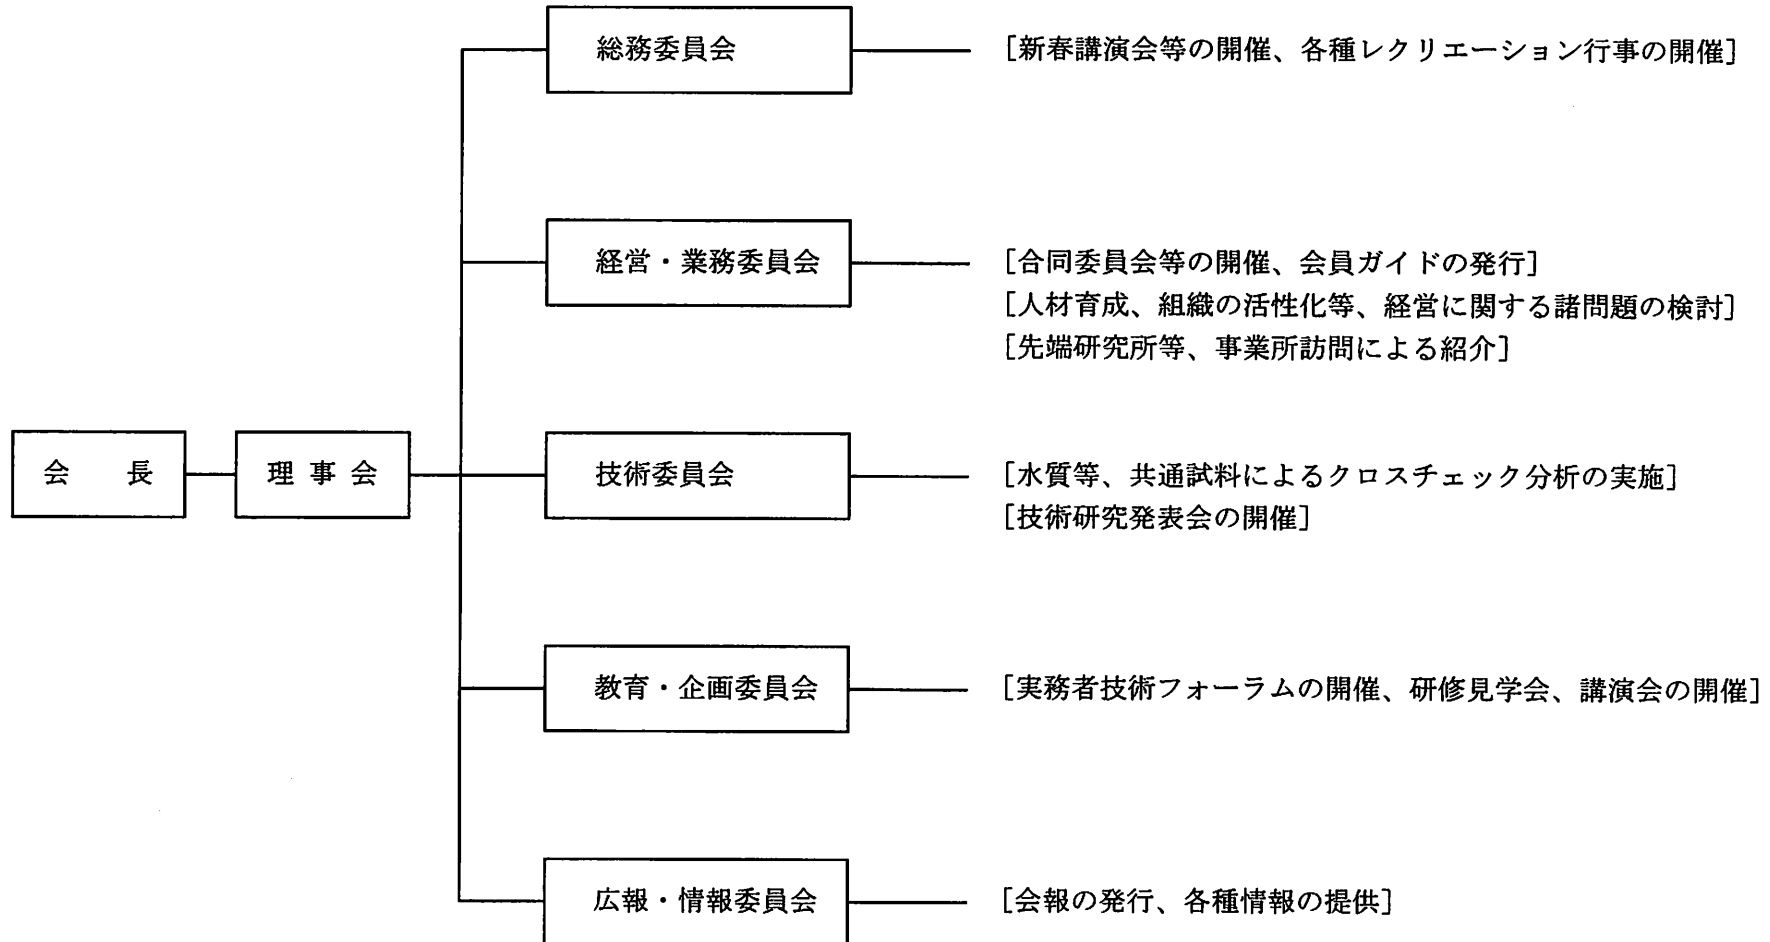 総務委員会
[新春講演会等の開催、各種レクリエーション行事の開催]
経営・業務委員会
[合同委員会等の開催、会員ガイドの発行]
[人材育成、組織の活性化等、経営に関する諸問題の検討]
[先端研究所等、事業所訪問による紹介]
会　長
理 事 会
技術委員会
[水質等、共通試料によるクロスチェック分析の実施]
[技術研究発表会の開催]
教育・企画委員会
[実務者技術フォーラムの開催、研修見学会、講演会の開催]
広報・情報委員会
[会報の発行、各種情報の提供]